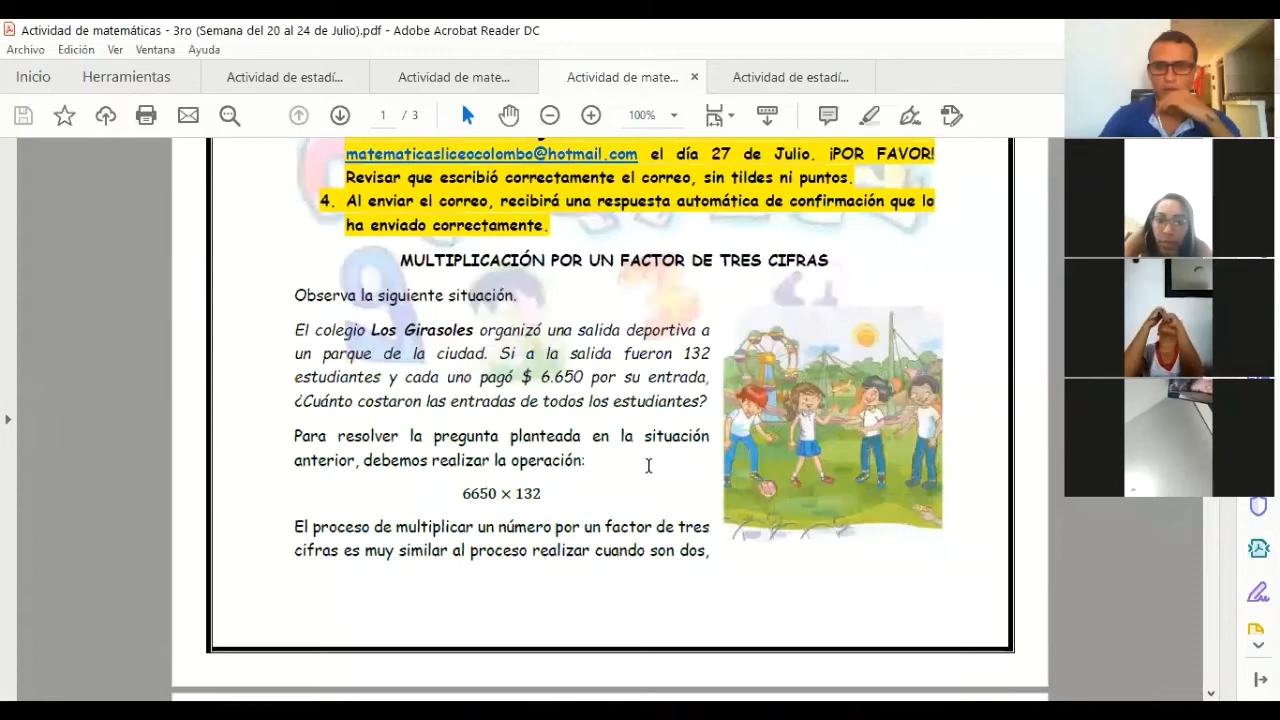 Actividad de matemáticas - 3ro (Semana del 20 al 24 de Julio).pdf - Adobe Acrobat Reader DC
Archivo Edición Ver Ventana Ayuda
Inicio Herramientas Actividad de estadí... Actividad de mate... Actividad de mate... × Actividad de estadí...
1 / 3 100%
matematicasliceocolombo@hotmail.com el día 27 de Julio. ¡POR FAVOR!
Revisar que escribió correctamente el correo, sin tildes ni puntos.
4. Al enviar el correo, recibirá una respuesta automática de confirmación que lo
ha enviado correctamente.
MULTIPLICACIÓN POR UN FACTOR DE TRES CIFRAS
Observa la siguiente situación.
El colegio Los Girasoles organizó una salida deportiva a
un parque de la ciudad. Si a la salida fueron 132
estudiantes y cada uno pagó $ 6.650 por su entrada,
¿Cuánto costaron las entradas de todos los estudiantes?
Para resolver la pregunta planteada en la situación
anterior, debemos realizar la operación:
6650 × 132
El proceso de multiplicar un número por un factor de tres
cifras es muy similar al proceso realizar cuando son dos,